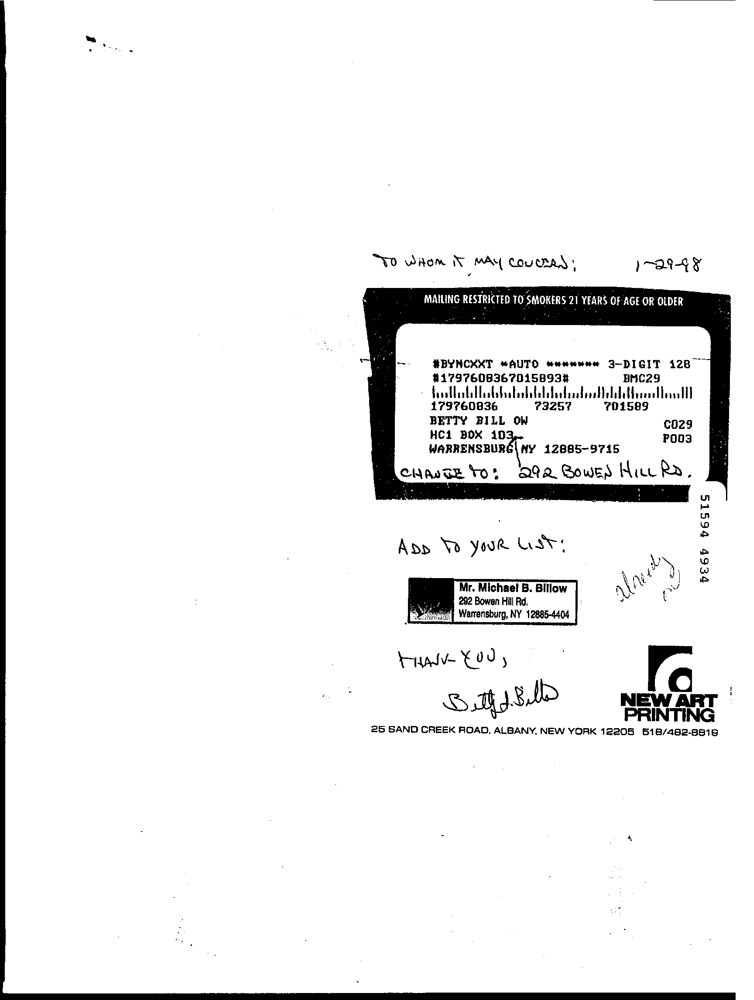 TO WHOM IT MAY CONCERN; 1-29-98
MAILING RESTRICTED TO SMOKERS 21 YEARS OF AGE OR OLDER
#BYNCXXT *AUTO ******* 3-DIGIT 128
#1797608367015893# BMC29
179760836 73257 701589
BETTY BILL OW C029
HC1 BOX 103 P003
WARRENSBURG NY 12885-9715
CHANGE TO: 292 BOWEN HILL RD.
51594 4934
ADD TO YOUR LIST:
already on
Mr. Michael B. Billow
292 Bowen Hill Rd.
Warrensburg, NY 12885-4404
THANK YOU,
Betty J. Billow
NEW ART
PRINTING
25 SAND CREEK ROAD, ALBANY, NEW YORK 12205 518/482-8819